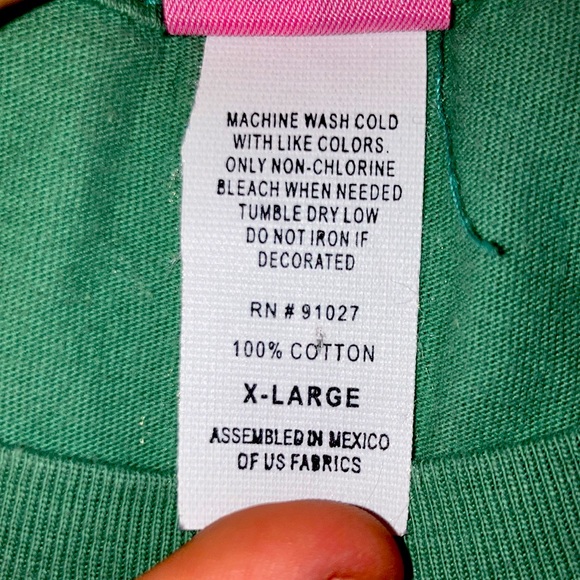 MACHINE WASH COLD
WITH LIKE COLORS.
ONLY NON-CHLORINE
BLEACH WHEN NEEDED
TUMBLE DRY LOW
DO NOT IRON IF
DECORATED
RN # 91027
100% COTTON
X-LARGE
ASSEMBLED IN MEXICO
OF US FABRICS